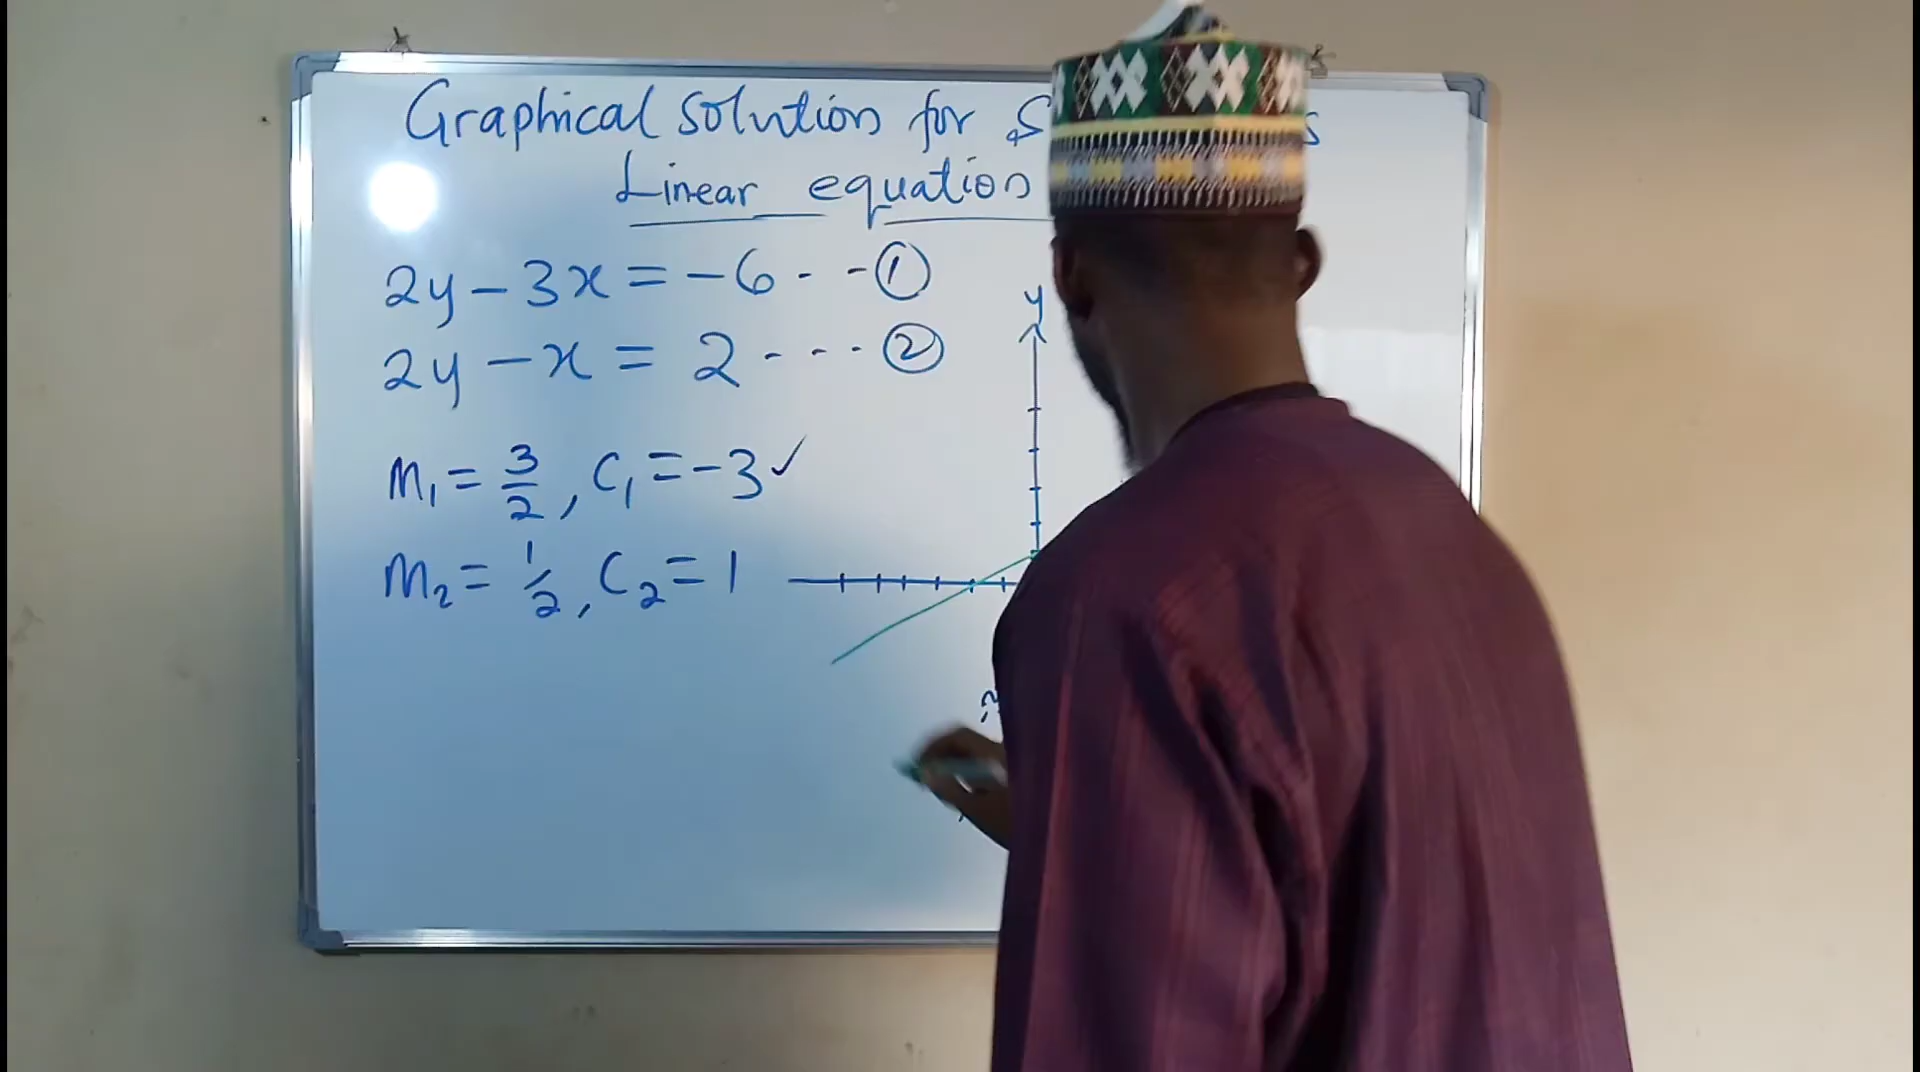 Graphical solution for
Linear equation
2y - 3x = -6 - - ①
2y - x = 2 - - - ②
M₁ = 3/2, C₁ = -3 ✓
M₂ = 1/2, C₂ = 1
y